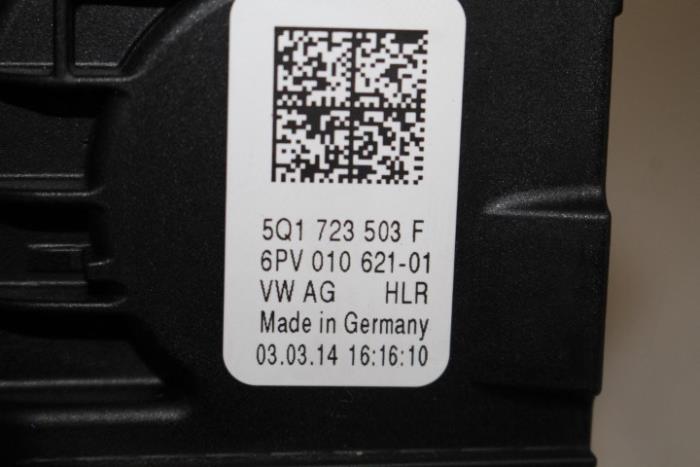 5Q1 723 503 F
6PV 010 621-01
VW AG HLR
Made in Germany
03.03.14 16:16:10